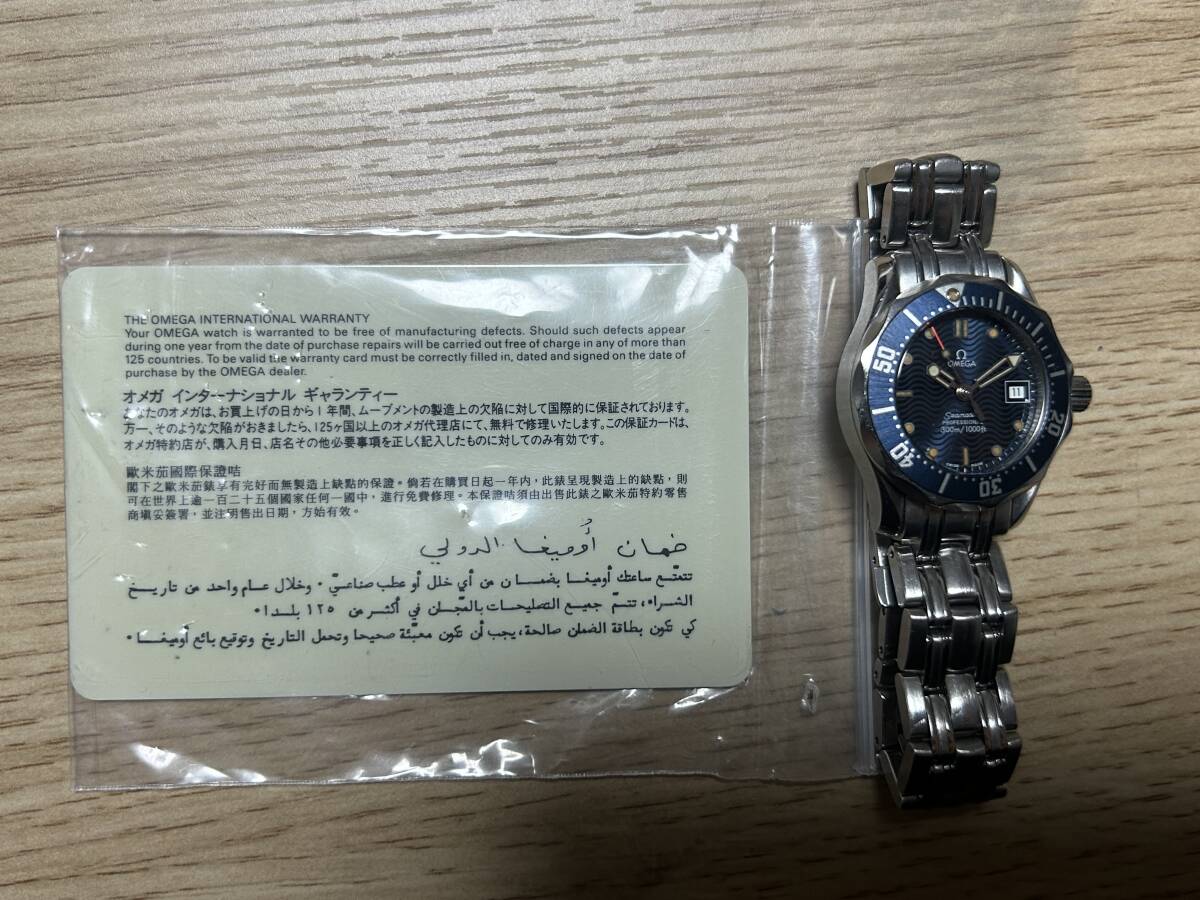 THE OMEGA INTERNATIONAL WARRANTY
Your OMEGA watch is warranted to be free of manufacturing defects. Should such defects appear
during one year from the date of purchase repairs will be carried out free of charge in any of more than
125 countries. To be valid the warranty card must be correctly filled in, dated and signed on the date of
purchase by the OMEGA dealer.
オメガ インターナショナル ギャランティー
あなたのオメガは、お買上げの日から1年間、ムーブメントの製造上の欠陥に対して国際的に保証されております。
万一、そのような欠陥がおきましたら、125ヶ国以上のオメガ代理店にて、無料で修理いたします。この保証カードは、
オメガ特約店が、購入月日、店名その他必要事項を正しく記入したものに対してのみ有効です。
歐米茄國際保證咭
閣下之歐米茄錶享有完好而無製造上缺點的保證。倘若在購買日起一年內，此錶呈現製造上的缺點，則
可在世界上逾一百二十五個國家任何一國中，進行免費修理。本保證咭須由出售此錶之歐米茄特約零售
商塡妥簽署，並注明售出日期，方始有效。
ضمان أوميغا الدولي
تتمتّع ساعتك أوميغا بضمان من أي خلل أو عطب صناعيّ٠ وخلال عام واحد من تاريخ
الشراء، تتمّ جميع التصليحات بالمجّان في أكثر من ١٢٥ بلدا٠
كي تكون بطاقة الضمان صالحة، يجب أن تكون معبّئة صحيحا وتحمل التاريخ وتوقيع بائع أوميغا٠
50
Ω
OMEGA
11
Seamaster
PROFESSIONAL
300m/1000ft
20
40
30